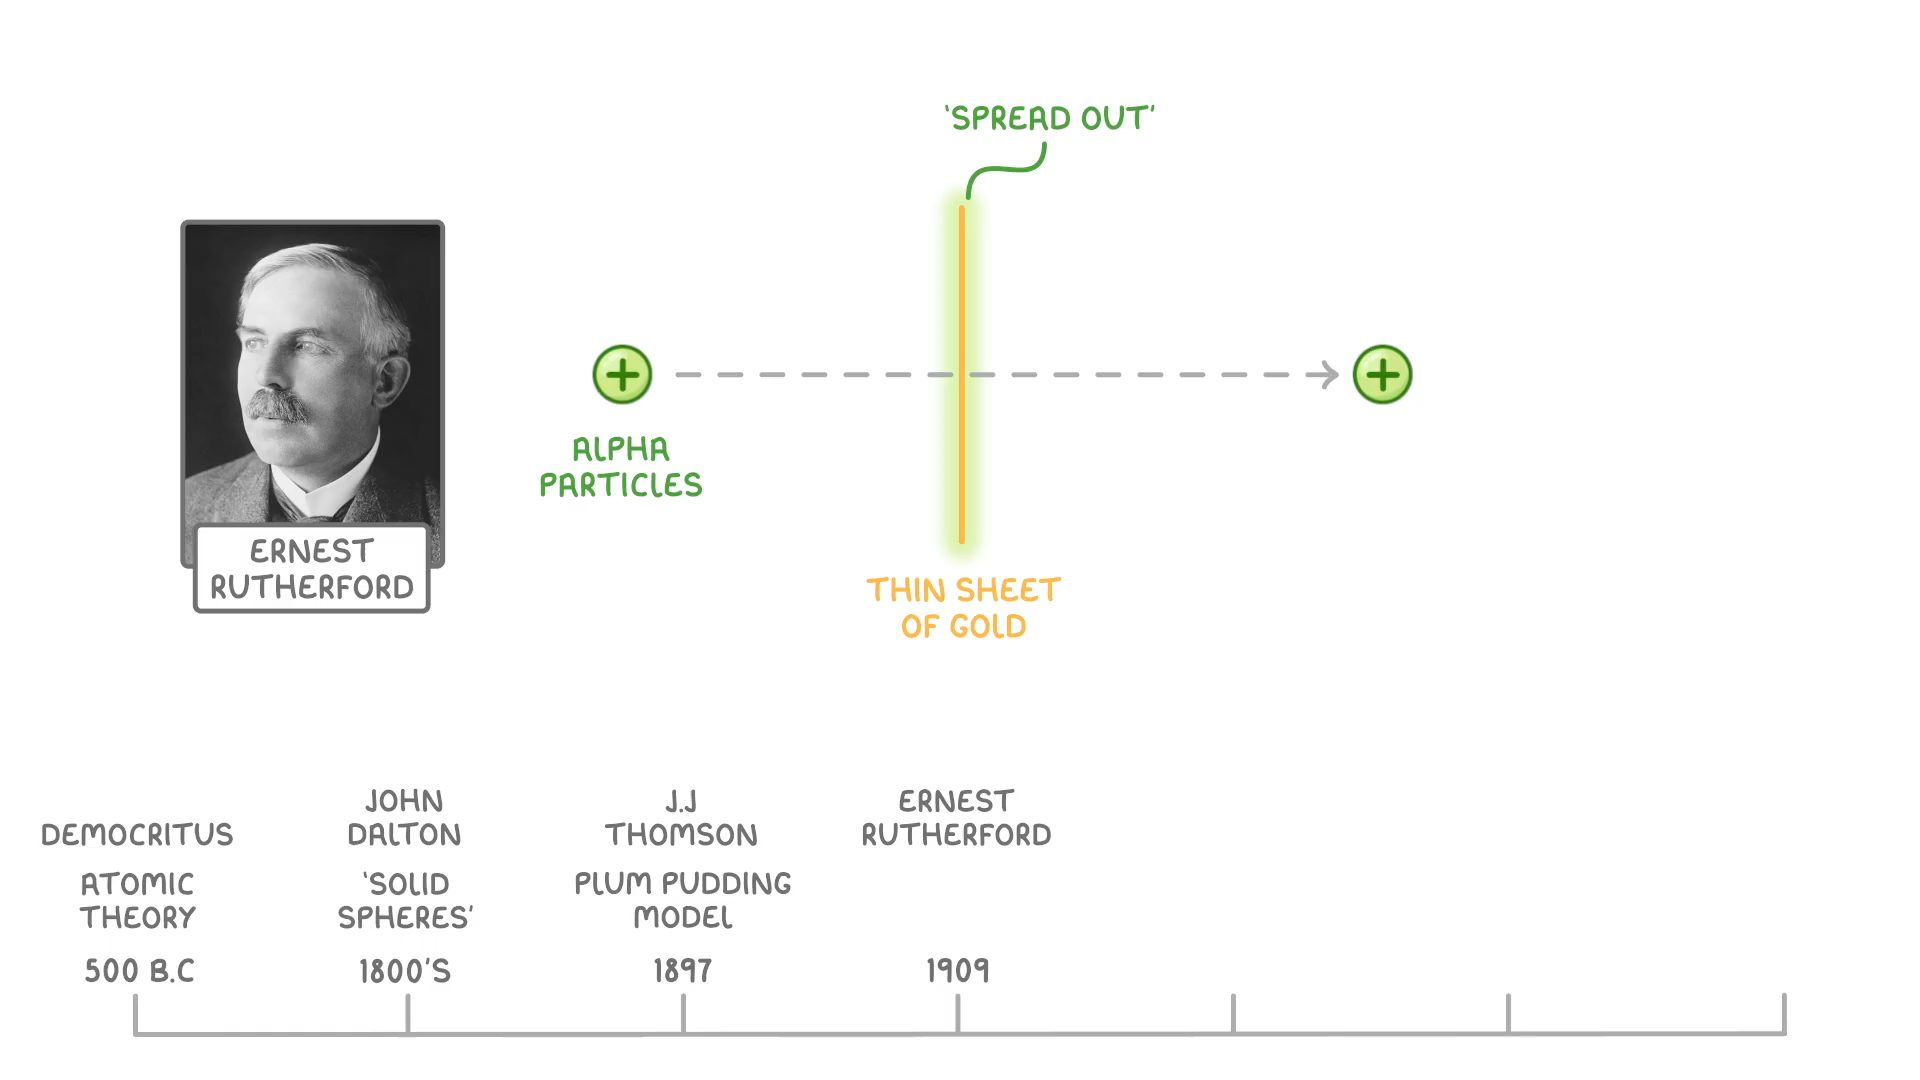 'SPREAD OUT'
ALPHA
PARTICLES
ERNEST
RUTHERFORD
THIN SHEET
OF GOLD
DEMOCRITUS
ATOMIC
THEORY
500 B.C
JOHN
DALTON
'SOLID
SPHERES'
1800'S
J.J
THOMSON
PLUM PUDDING
MODEL
1897
ERNEST
RUTHERFORD
1909